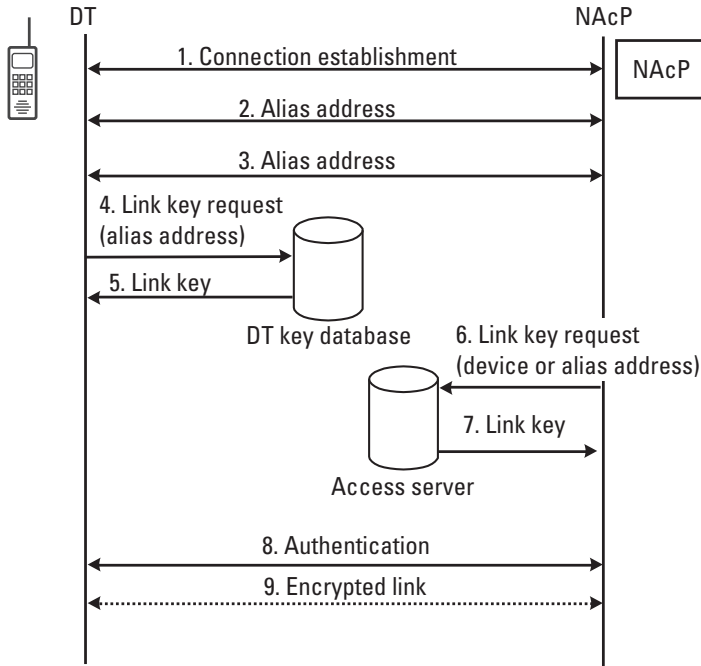 DT
NAcP
1. Connection establishment
NAcP
2. Alias address
3. Alias address
4. Link key request
(alias address)
5. Link key
DT key database
6. Link key request
(device or alias address)
7. Link key
Access server
8. Authentication
9. Encrypted link